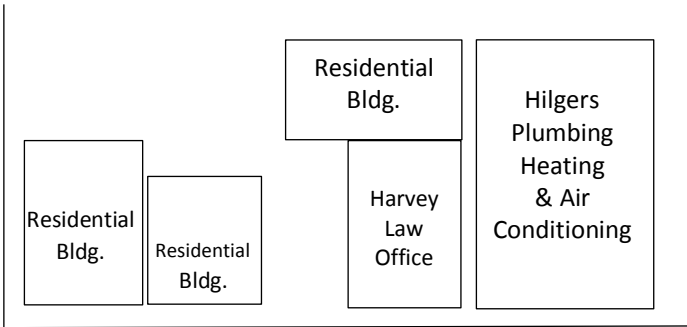 Residential
Bldg.
Residential
Bldg.
Residential
Bldg.
Harvey
Law
Office
Hilgers
Plumbing
Heating
& Air
Conditioning